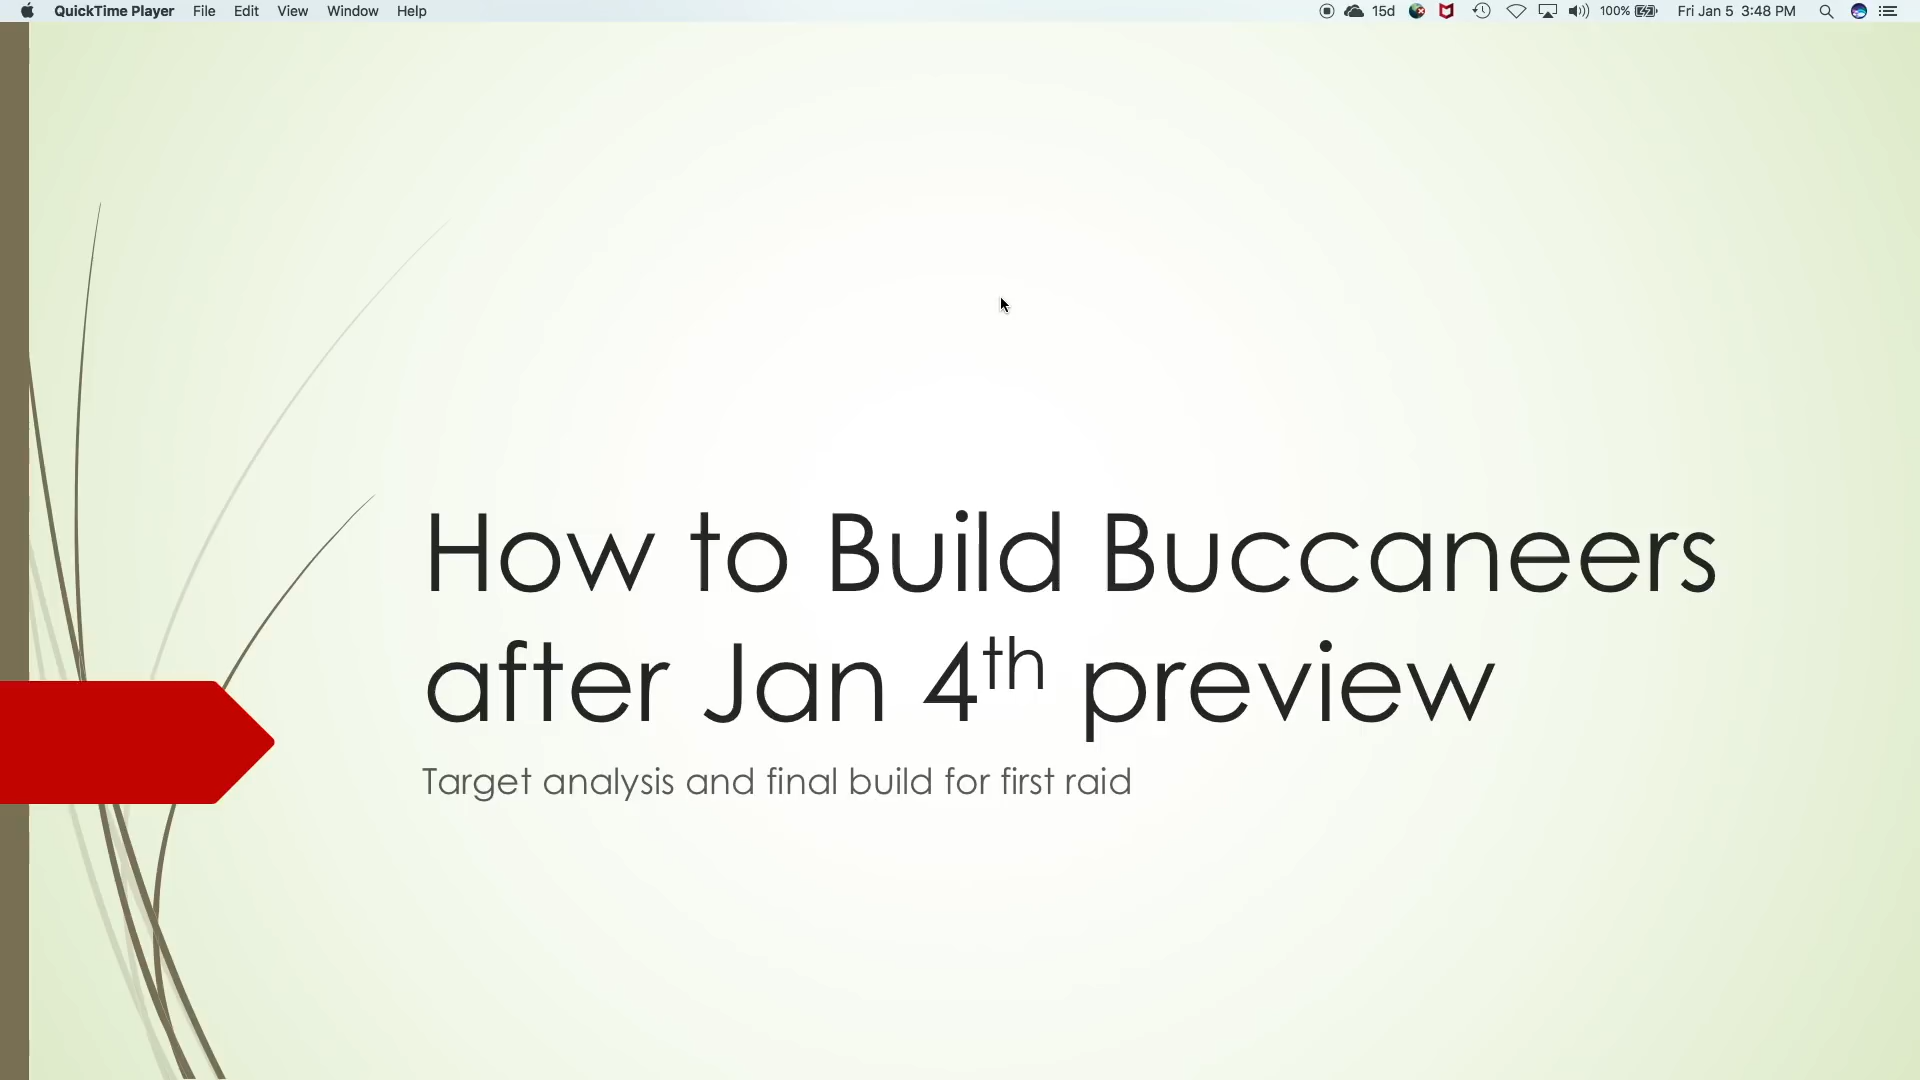 QuickTime Player File Edit View Window Help 15d 100% Fri Jan 5 3:48 PM
How to Build Buccaneers
after Jan 4th preview
Target analysis and final build for first raid